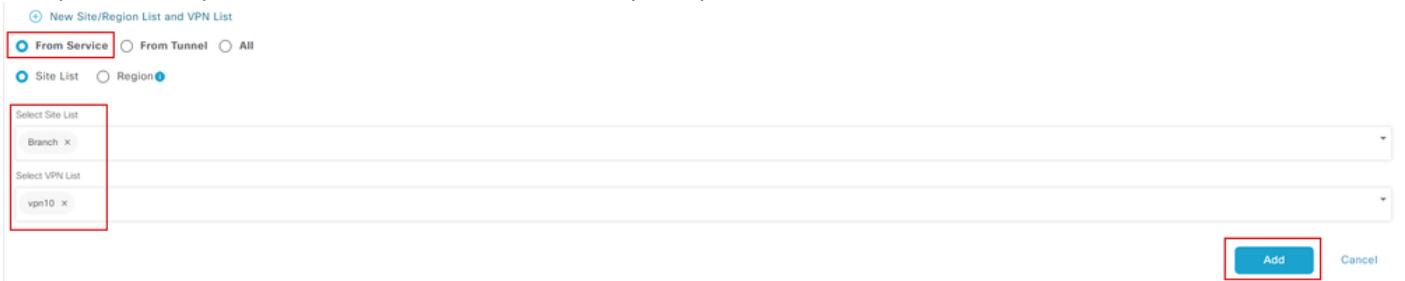 New Site/Region List and VPN List
From Service From Tunnel All
Site List Region
Select Site List
Branch ×
Select VPN List
vpn10 ×
Add Cancel